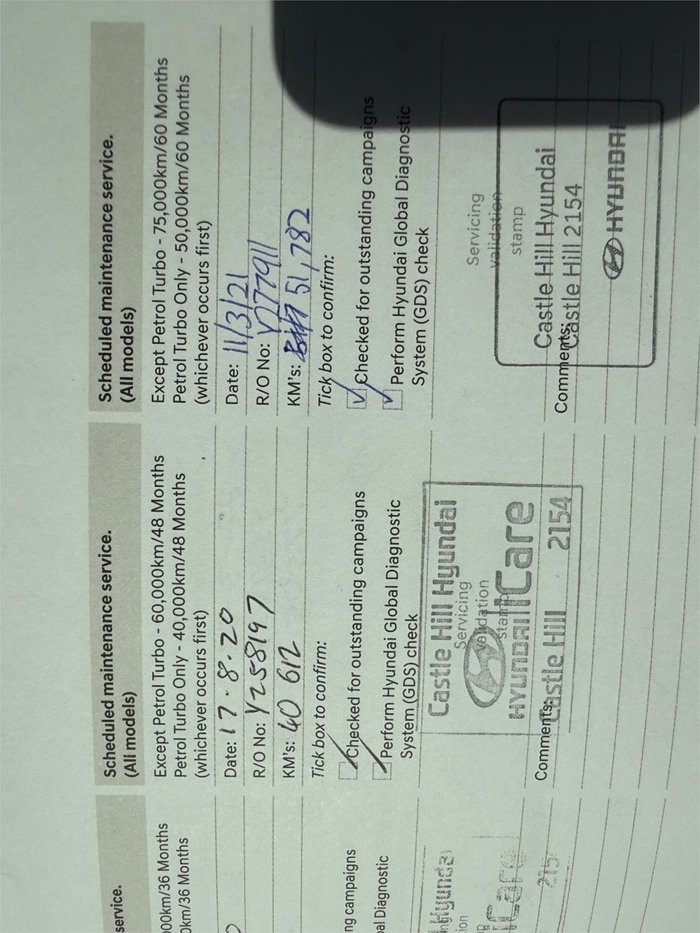 service.
000km/36 Months
0km/36 Months
ng campaigns
al Diagnostic
Hyundai
Care
Scheduled maintenance service.
(All models)
Except Petrol Turbo - 60,000km/48 Months
Petrol Turbo Only - 40,000km/48 Months
(whichever occurs first)
Date: 17.8.20
R/O No: Y258197
KM's: 40 612
Tick box to confirm:
Checked for outstanding campaigns
Perform Hyundai Global Diagnostic
System (GDS) check
Castle Hill Hyundai
Servicing
validation
stamp
HYUNDAI iCare
Comments:
Castle Hill 2154
Scheduled maintenance service.
(All models)
Except Petrol Turbo - 75,000km/60 Months
Petrol Turbo Only - 50,000km/60 Months
(whichever occurs first)
Date: 11/3/21
R/O No: Y277911
KM's: 51,782
Tick box to confirm:
Checked for outstanding campaigns
Perform Hyundai Global Diagnostic
System (GDS) check
Servicing
validation
stamp
Castle Hill Hyundai
Castle Hill 2154
Comments:
HYUNDAI